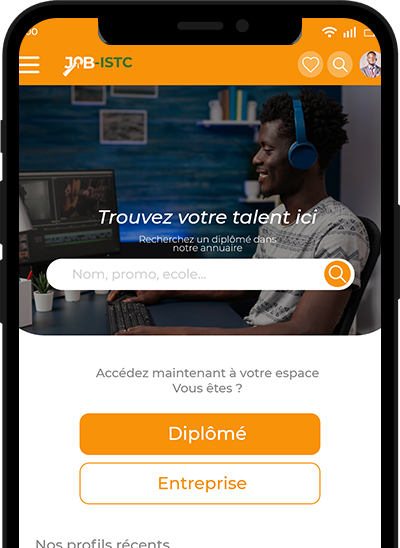 JOB-ISTC
Trouvez votre talent ici
Recherchez un diplômé dans
notre annuaire
Nom, promo, ecole...
Accédez maintenant à votre espace
Vous êtes ?
Diplômé
Entreprise
Nos profils récents